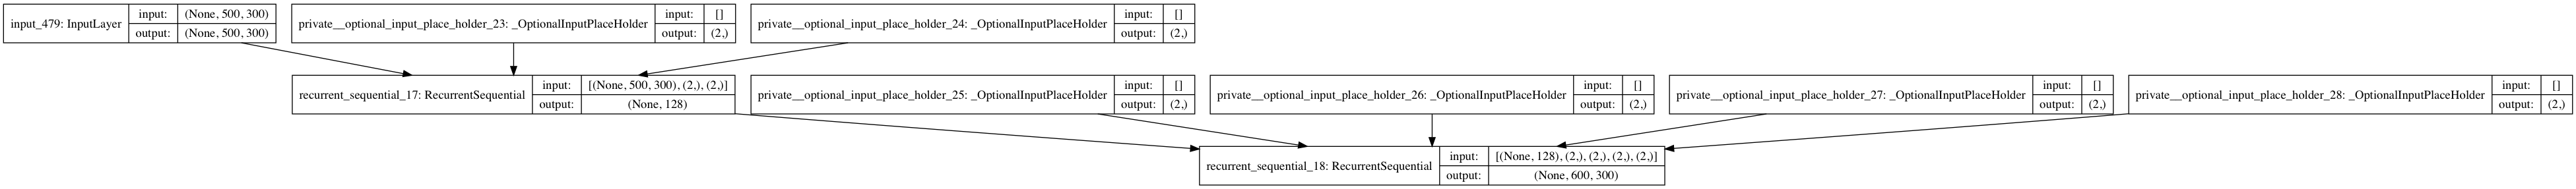 input_479: InputLayer
input: (None, 500, 300)
output: (None, 500, 300)
private__optional_input_place_holder_23: _OptionalInputPlaceHolder
input: []
output: (2,)
private__optional_input_place_holder_24: _OptionalInputPlaceHolder
input: []
output: (2,)
recurrent_sequential_17: RecurrentSequential
input: [(None, 500, 300), (2,), (2,)]
output: (None, 128)
private__optional_input_place_holder_25: _OptionalInputPlaceHolder
input: []
output: (2,)
private__optional_input_place_holder_26: _OptionalInputPlaceHolder
input: []
output: (2,)
private__optional_input_place_holder_27: _OptionalInputPlaceHolder
input: []
output: (2,)
private__optional_input_place_holder_28: _OptionalInputPlaceHolder
input: []
output: (2,)
recurrent_sequential_18: RecurrentSequential
input: [(None, 128), (2,), (2,), (2,), (2,)]
output: (None, 600, 300)